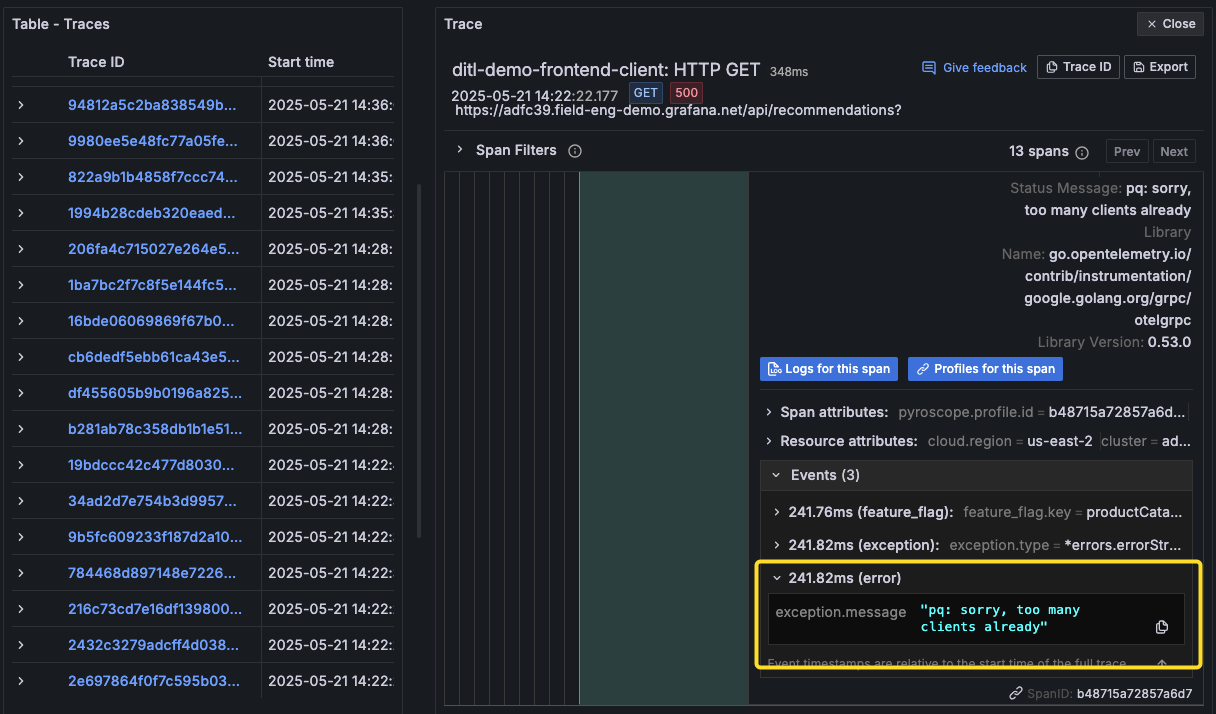 Table - Traces
Trace ID Start time
94812a5c2ba838549b... 2025-05-21 14:36:
9980ee5e48fc77a05fe... 2025-05-21 14:36:
822a9b1b4858f7ccc74... 2025-05-21 14:35:
1994b28cdeb320eaed... 2025-05-21 14:35:
206fa4c715027e264e5... 2025-05-21 14:28:
1ba7bc2f7c8f5e144fc5... 2025-05-21 14:28:
16bde06069869f67b0... 2025-05-21 14:28:
cb6dedf5ebb61ca43e5... 2025-05-21 14:28:
df455605b9b0196a825... 2025-05-21 14:28:
b281ab78c358db1b1e51... 2025-05-21 14:28:
19bdccc42c477d8030... 2025-05-21 14:22:
34ad2d7e754b3d9957... 2025-05-21 14:22:
9b5fc609233f187d2a10... 2025-05-21 14:22:
784468d897148e7226... 2025-05-21 14:22:
216c73cd7e16df139800... 2025-05-21 14:22:
2432c3279adcff4d038... 2025-05-21 14:22:
2e697864f0f7c595b03... 2025-05-21 14:22:
Trace
Close
ditl-demo-frontend-client: HTTP GET 348ms
Give feedback Trace ID Export
2025-05-21 14:22:22.177 GET 500
https://adfc39.field-eng-demo.grafana.net/api/recommendations?
Span Filters
13 spans Prev Next
Status Message: pq: sorry,
too many clients already
Library
Name: go.opentelemetry.io/
contrib/instrumentation/
google.golang.org/grpc/
otelgrpc
Library Version: 0.53.0
Logs for this span Profiles for this span
Span attributes: pyroscope.profile.id = b48715a72857a6d...
Resource attributes: cloud.region = us-east-2 cluster = ad...
Events (3)
241.76ms (feature_flag): feature_flag.key = productCata...
241.82ms (exception): exception.type = *errors.errorStr...
241.82ms (error)
exception.message "pq: sorry, too many
clients already"
Event timestamps are relative to the start time of the full trace.
SpanID: b48715a72857a6d7